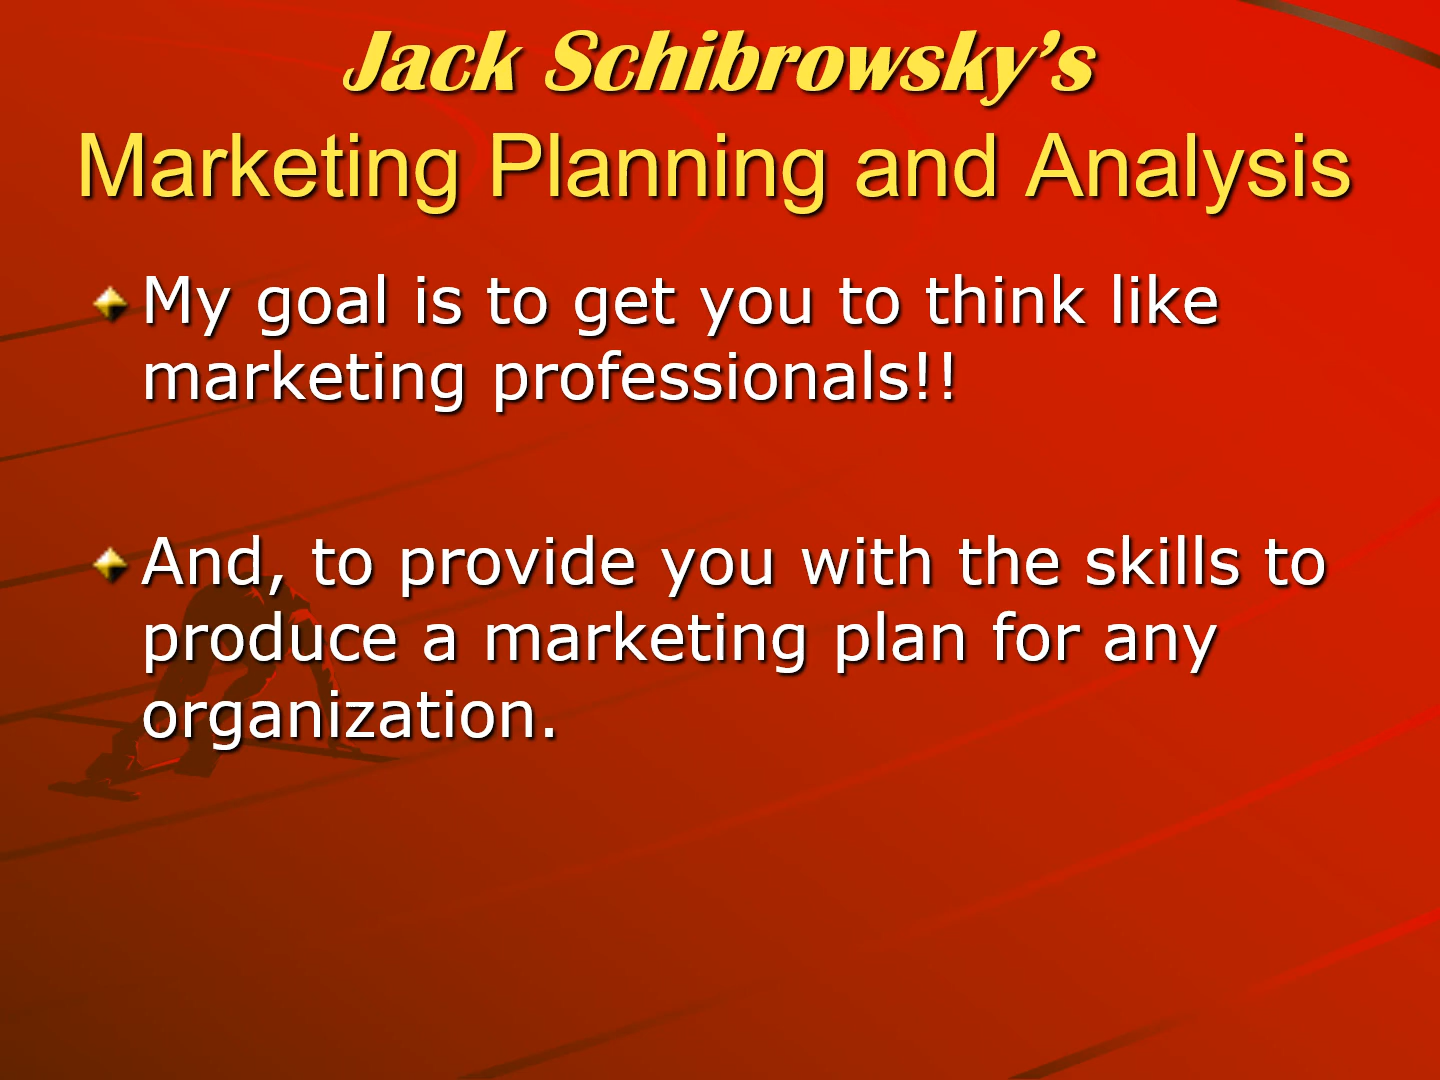 Jack Schibrowsky’s
Marketing Planning and Analysis
My goal is to get you to think like
marketing professionals!!
And, to provide you with the skills to
produce a marketing plan for any
organization.